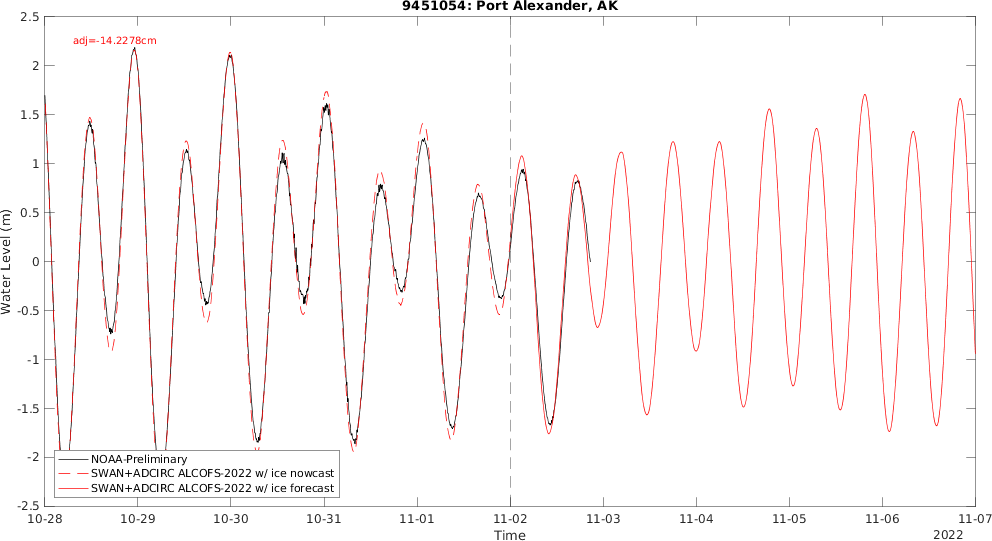 9451054: Port Alexander, AK
adj=-14.2278cm
Water Level (m)
2.5
2
1.5
1
0.5
0
-0.5
-1
-1.5
-2
-2.5
NOAA-Preliminary
SWAN+ADCIRC ALCOFS-2022 w/ ice nowcast
SWAN+ADCIRC ALCOFS-2022 w/ ice forecast
10-28 10-29 10-30 10-31 11-01 11-02 11-03 11-04 11-05 11-06 11-07
Time
2022